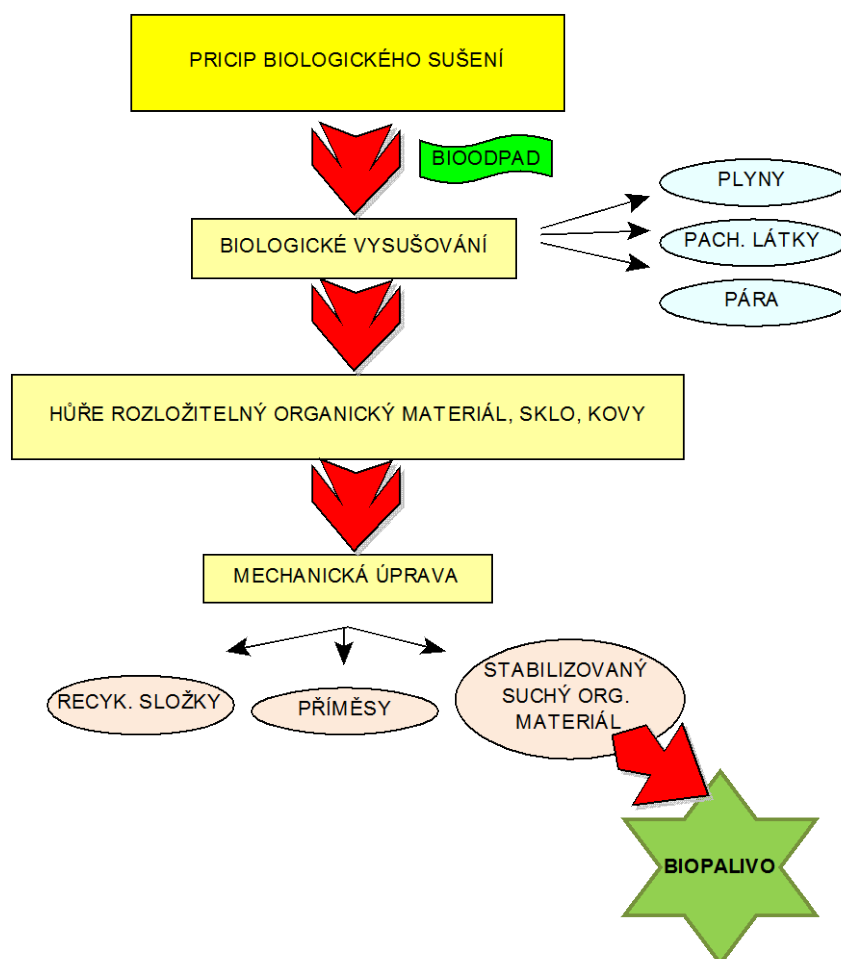 PRICIP BIOLOGICKÉHO SUŠENÍ
BIOODPAD
PLYNY
BIOLOGICKÉ VYSUŠOVÁNÍ
PACH. LÁTKY
PÁRA
HŮŘE ROZLOŽITELNÝ ORGANICKÝ MATERIÁL, SKLO, KOVY
MECHANICKÁ ÚPRAVA
RECYK. SLOŽKY
PŘÍMĚSY
STABILIZOVANÝ
SUCHÝ ORG.
MATERIÁL
BIOPALIVO